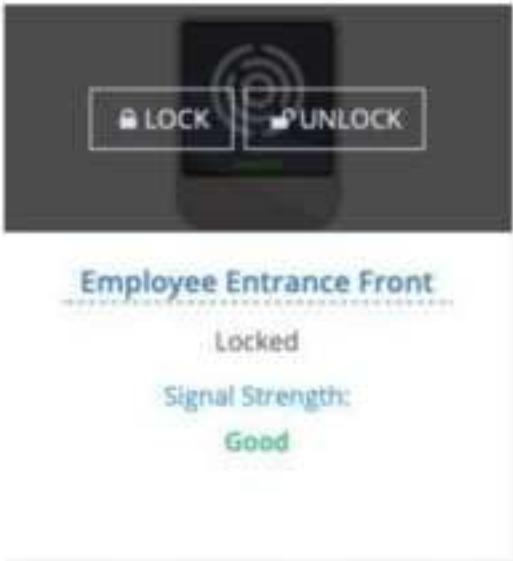 LOCK UNLOCK
Employee Entrance Front
Locked
Signal Strength:
Good